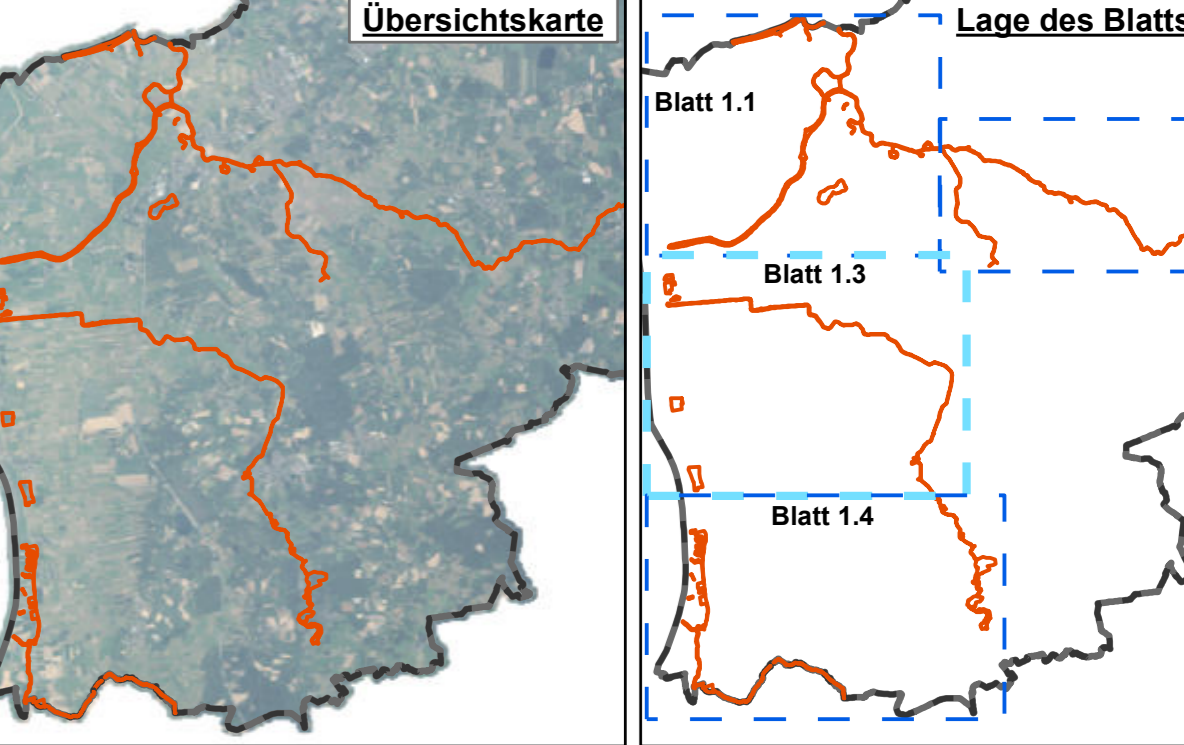 Übersichtskarte
Lage des Blatts
Blatt 1.1
Blatt 1.3
Blatt 1.4